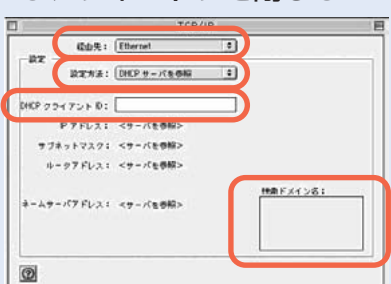 TCP/IP
経由先： Ethernet
設定
設定方法： DHCP サーバを参照
DHCP クライアント ID：
IP アドレス： <サーバを参照>
サブネットマスク： <サーバを参照>
ルータアドレス： <サーバを参照>
検索ドメイン名：
ネームサーバアドレス： <サーバを参照>
?